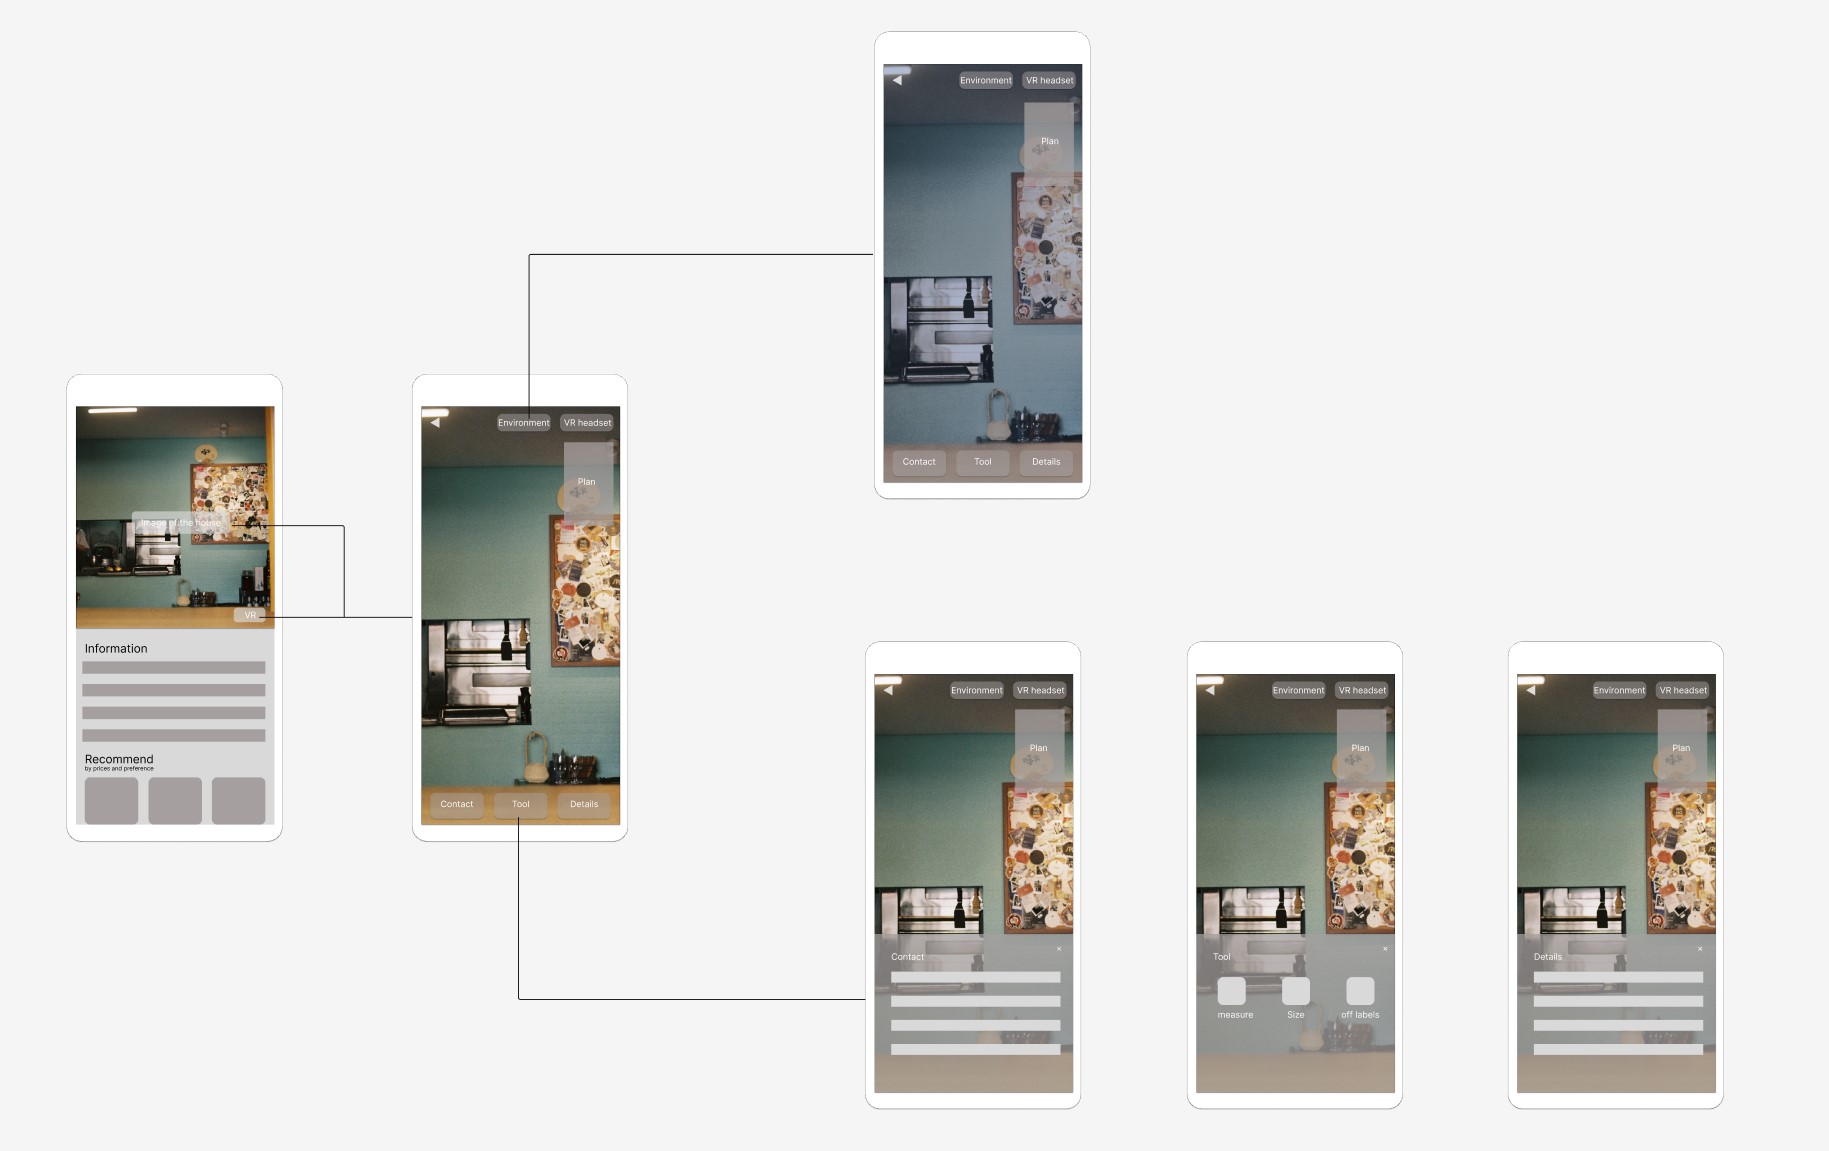 Environment
VR headset
Plan
Contact
Tool
Details
Image of the house
VR
Information
Recommend
by prices and preference
Environment
VR headset
Plan
Contact
Tool
Details
Environment
VR headset
Plan
×
Contact
Environment
VR headset
Plan
×
Tool
measure
Size
off labels
Environment
VR headset
Plan
×
Details